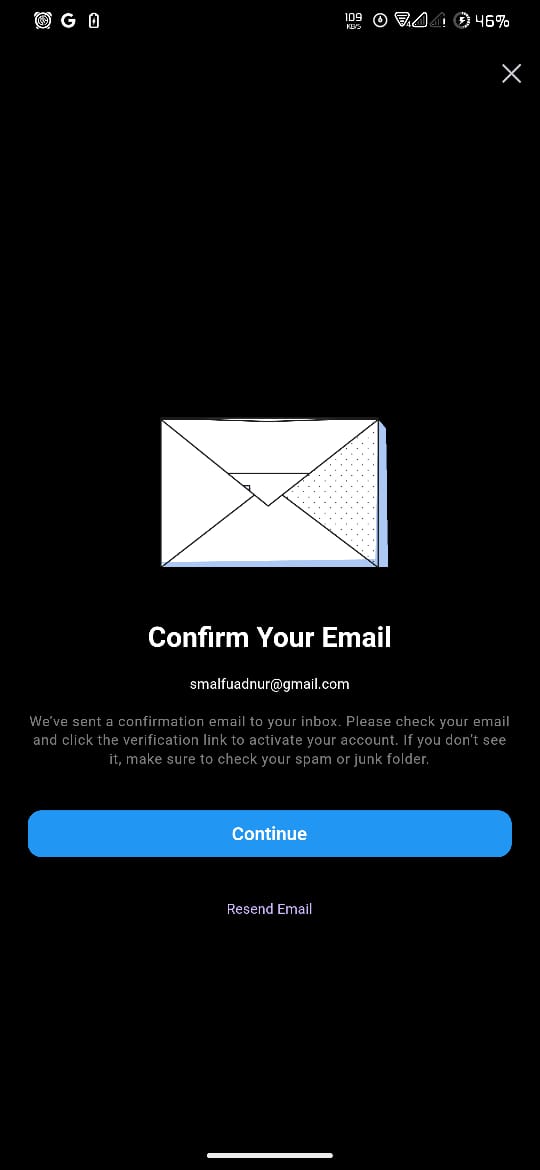 109
KB/S
46%
Confirm Your Email
smalfuadnur@gmail.com
We've sent a confirmation email to your inbox. Please check your email
and click the verification link to activate your account. If you don't see
it, make sure to check your spam or junk folder.
Continue
Resend Email